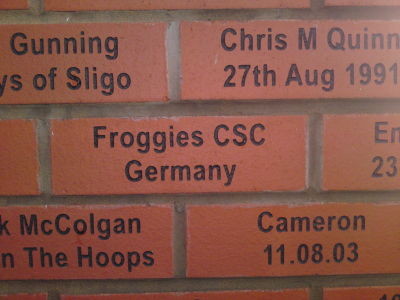 Gunning
ys of Sligo
Chris M Quinn
27th Aug 1991
Froggies CSC
Germany
En
23
k McColgan
n The Hoops
Cameron
11.08.03